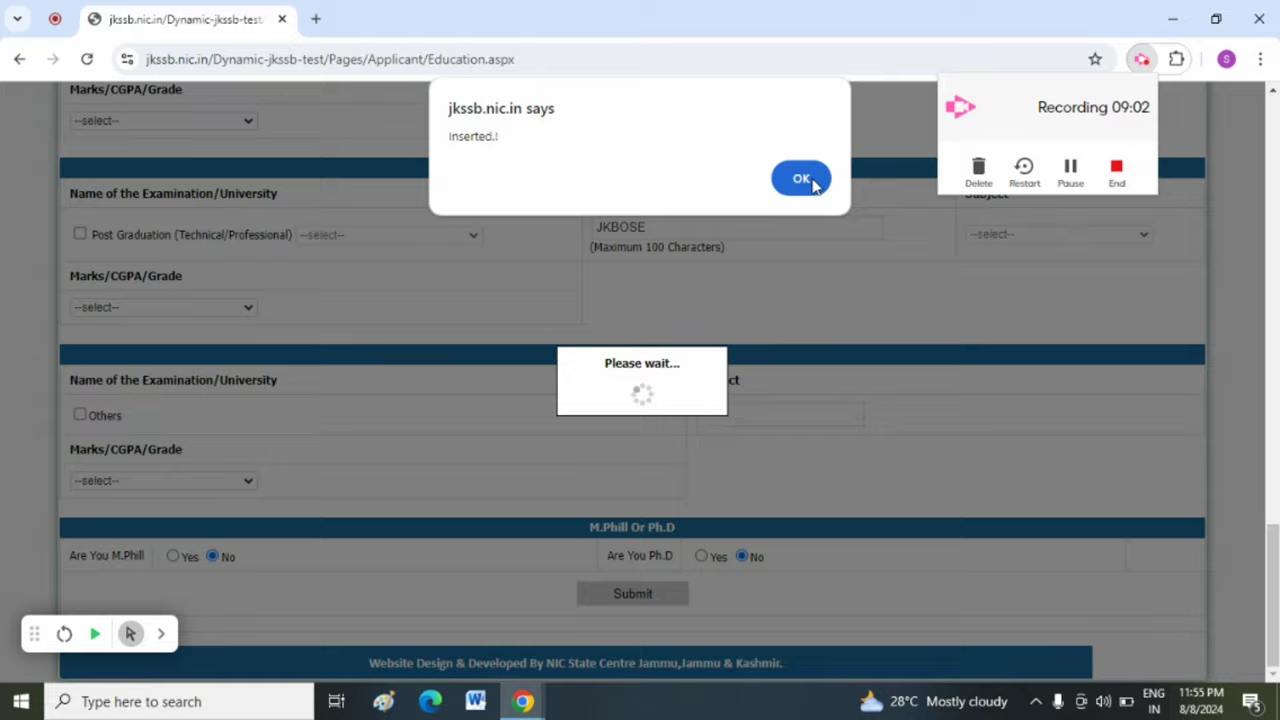 jkssb.nic.in/Dynamic-jkssb-test
jkssb.nic.in/Dynamic-jkssb-test/Pages/Applicant/Education.aspx
S
Marks/CGPA/Grade
--select--
jkssb.nic.in says
Inserted.!
OK
Recording 09:02
Delete
Restart
Pause
End
Name of the Examination/University
Subject
Post Graduation (Technical/Professional)
--select--
JKBOSE
(Maximum 100 Characters)
--select--
Marks/CGPA/Grade
--select--
Please wait...
Name of the Examination/University
Others
Marks/CGPA/Grade
--select--
M.Phill Or Ph.D
Are You M.Phill
Yes
No
Are You Ph.D
Yes
No
Submit
Website Design & Developed By NIC State Centre Jammu,Jammu & Kashmir.
Type here to search
28°C Mostly cloudy
ENG
IN
11:55 PM
8/8/2024
5